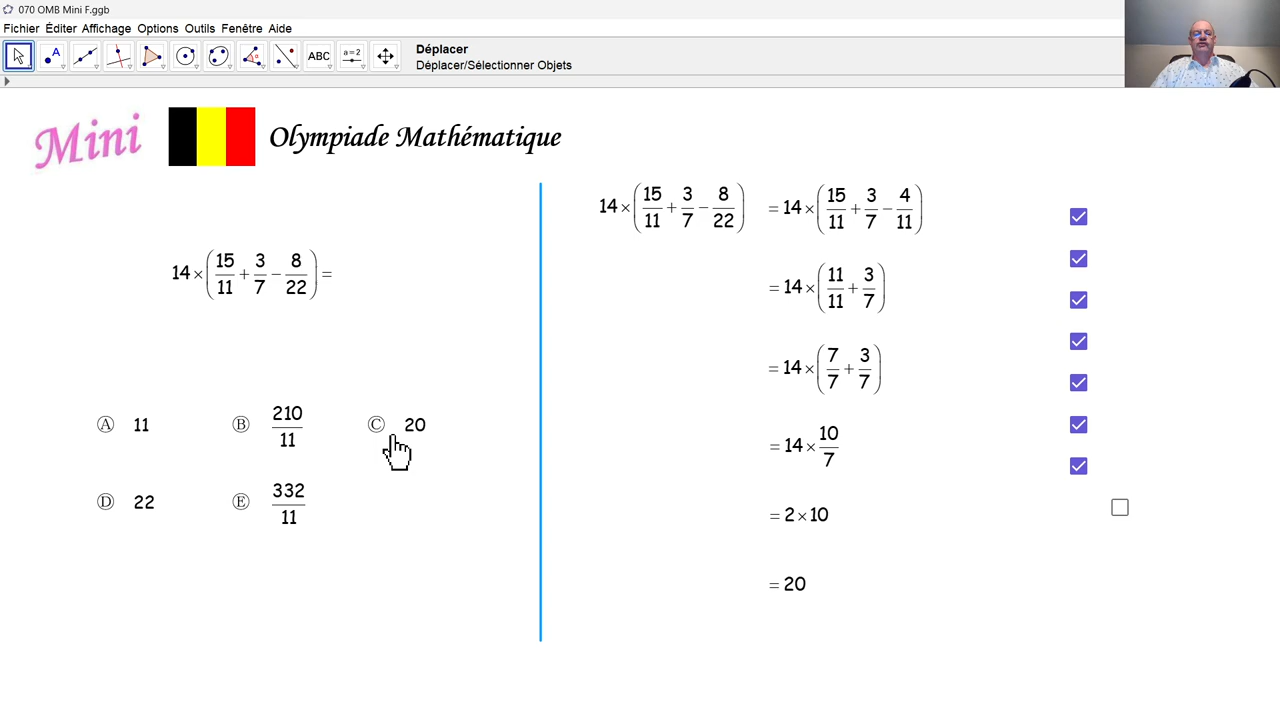 070 OMB Mini F.ggb
Fichier Éditer Affichage Options Outils Fenêtre Aide
A ABC a=2 Déplacer
Déplacer/Sélectionner Objets
Mini Olympiade Mathématique
14×(15/11+3/7−8/22)=
Ⓐ 11 Ⓑ 210/11 Ⓒ 20
Ⓓ 22 Ⓔ 332/11
14×(15/11+3/7−8/22) =14×(15/11+3/7−4/11)
=14×(11/11+3/7)
=14×(7/7+3/7)
=14×10/7
=2×10
=20